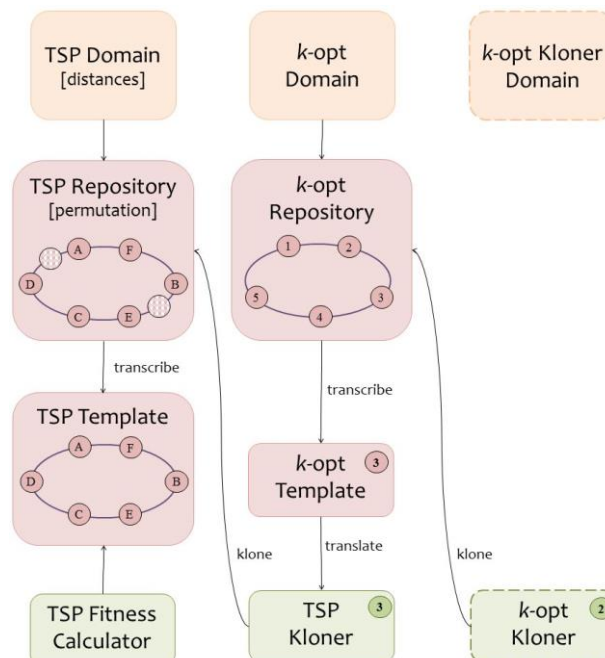 TSP Domain
[distances]
k-opt
Domain
k-opt Kloner
Domain
TSP Repository
[permutation]
A
F
D
B
C
E
k-opt
Repository
1
2
5
3
4
transcribe
transcribe
TSP Template
A
F
D
B
C
E
k-opt
Template
3
klone
translate
klone
TSP Fitness
Calculator
TSP
Kloner
3
k-opt
Kloner
2